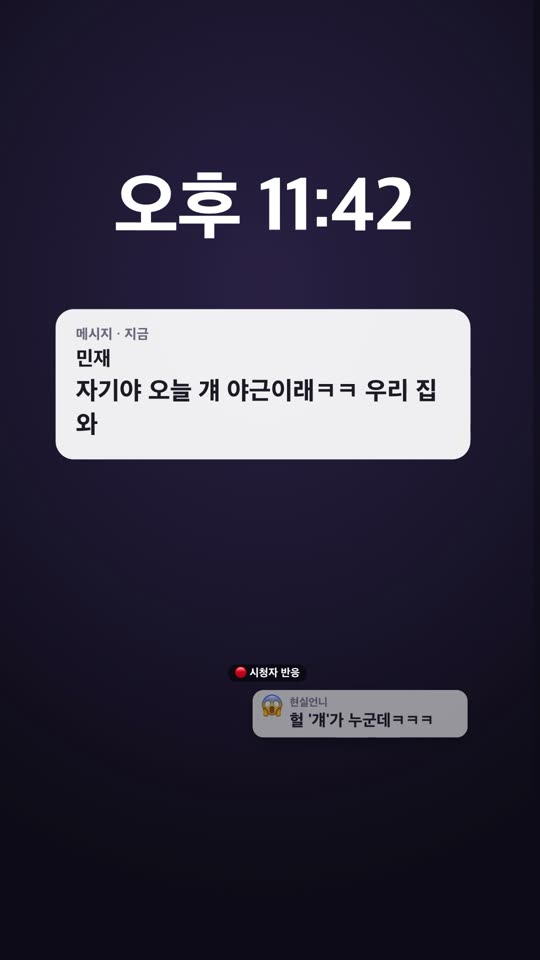 오후 11:42
메시지 · 지금
민재
자기야 오늘 걔 야근이래ㅋㅋ 우리 집
와
시청자 반응
현실언니
헐 '걔'가 누군데ㅋㅋㅋ